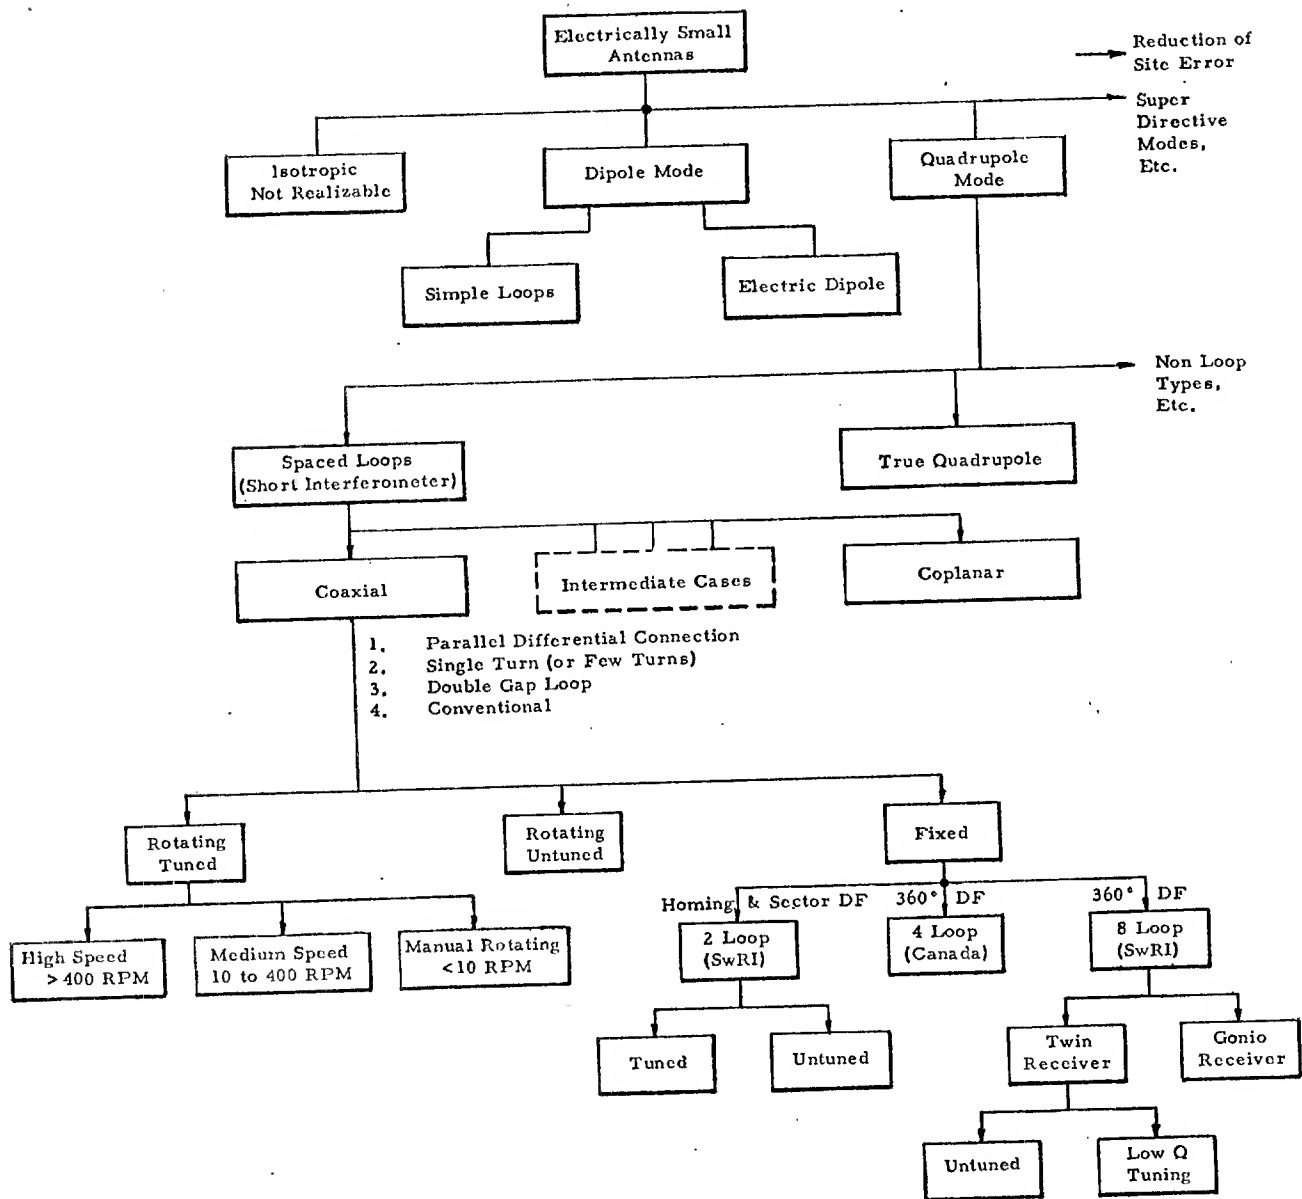 Electrically Small
Antennas
Reduction of
Site Error
Super
Directive
Modes,
Etc.
Isotropic
Not Realizable
Dipole Mode
Quadrupole
Mode
Simple Loops
Electric Dipole
Non Loop
Types,
Etc.
Spaced Loops
(Short Interferometer)
True Quadrupole
Coaxial
Intermediate Cases
Coplanar
1. Parallel Differential Connection
2. Single Turn (or Few Turns)
3. Double Gap Loop
4. Conventional
Rotating
Tuned
Rotating
Untuned
Fixed
Homing & Sector DF
360° DF
360° DF
High Speed
>400 RPM
Medium Speed
10 to 400 RPM
Manual Rotating
<10 RPM
2 Loop
(SwRI)
4 Loop
(Canada)
8 Loop
(SwRI)
Tuned
Untuned
Twin
Receiver
Gonio
Receiver
Untuned
Low Q
Tuning